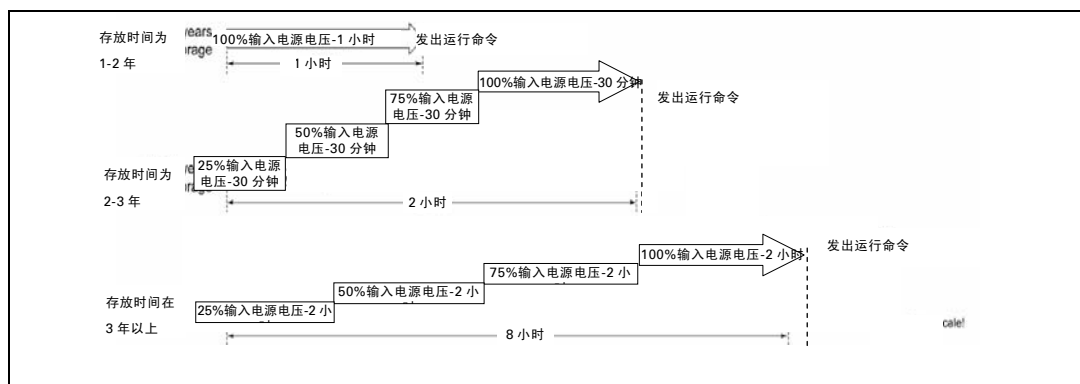 存放时间为
1-2 年
years
orage
100%输入电源电压-1 小时
发出运行命令
1 小时
100%输入电源电压-30 分钟
发出运行命令
75%输入电源
电压-30 分钟
50%输入电源
电压-30 分钟
25%输入电源
电压-30 分钟
存放时间为
2-3 年
2 小时
100%输入电源电压-2 小时
发出运行命令
75%输入电源电压-2 小
50%输入电源电压-2 小
25%输入电源电压-2 小
存放时间在
3 年以上
8 小时
cale!